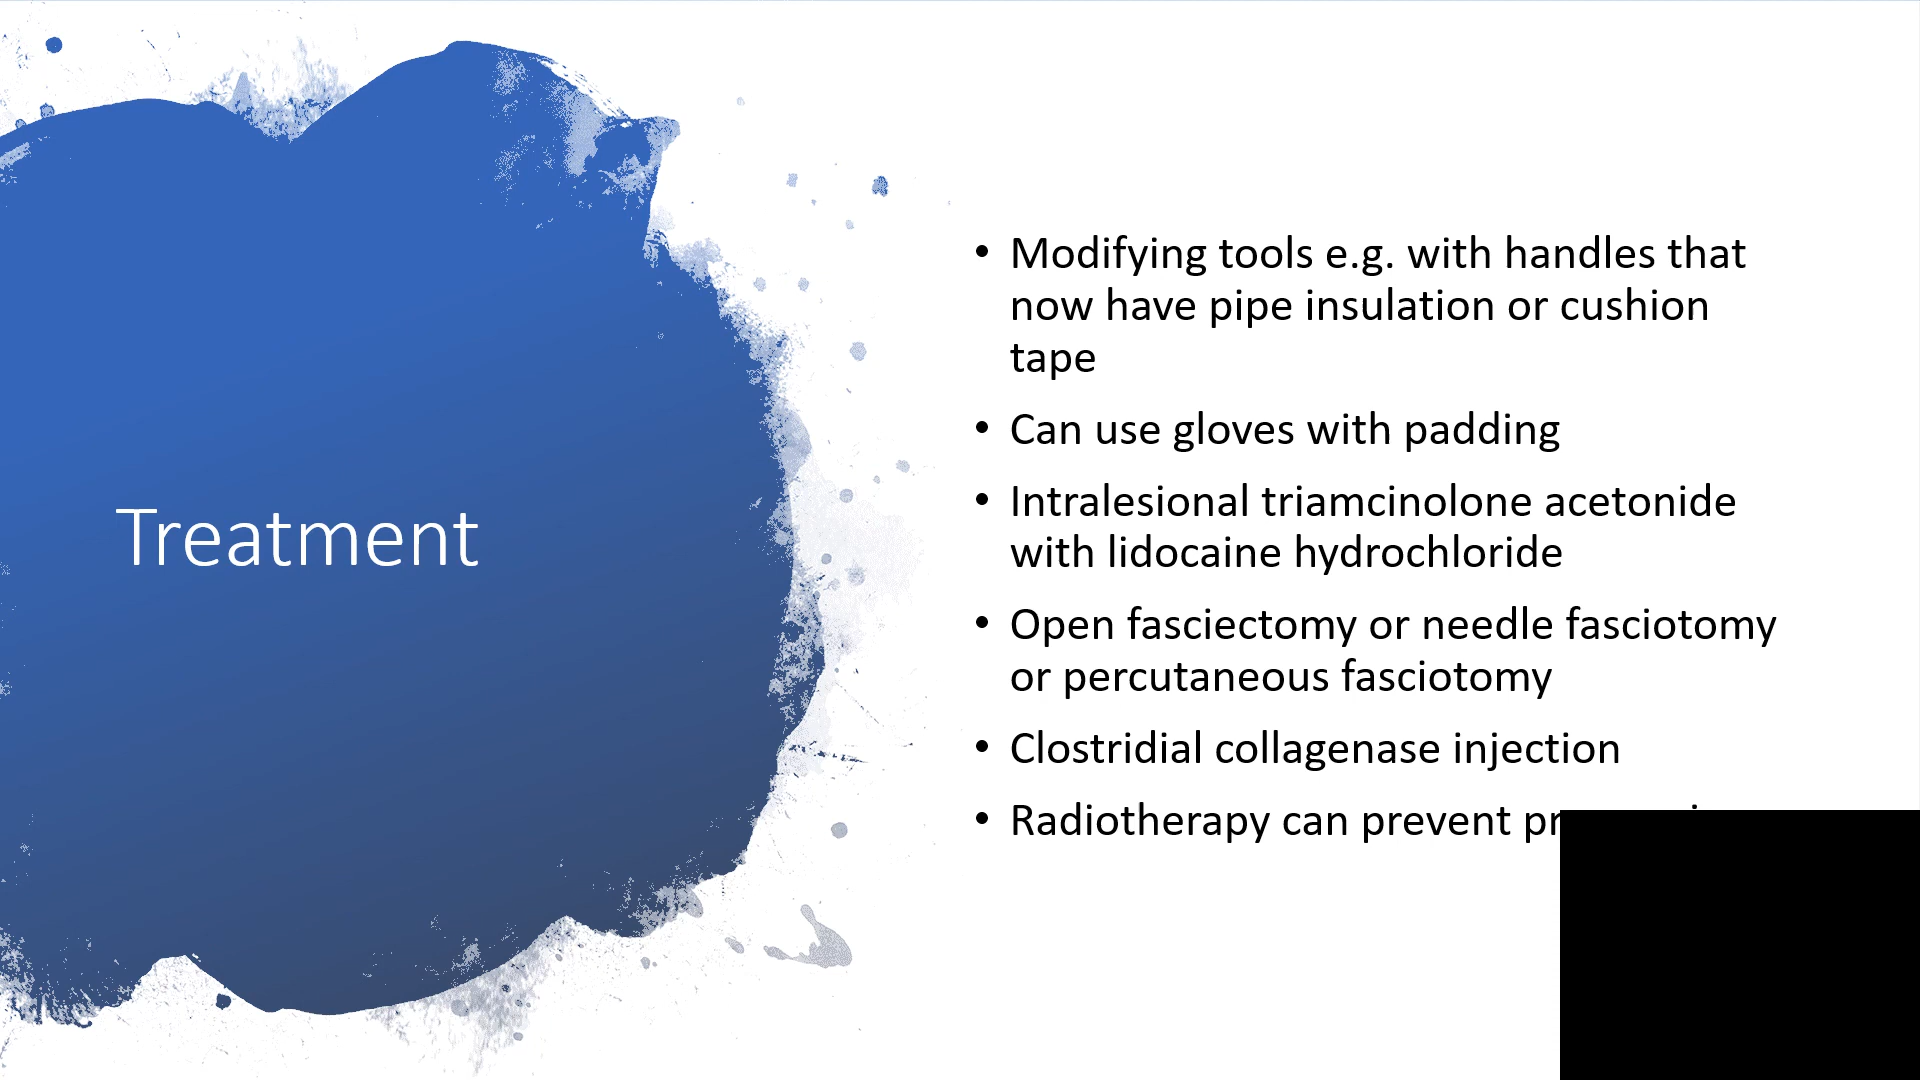 Treatment
• Modifying tools e.g. with handles that
now have pipe insulation or cushion
tape
• Can use gloves with padding
• Intralesional triamcinolone acetonide
with lidocaine hydrochloride
• Open fasciectomy or needle fasciotomy
or percutaneous fasciotomy
• Clostridial collagenase injection
• Radiotherapy can prevent